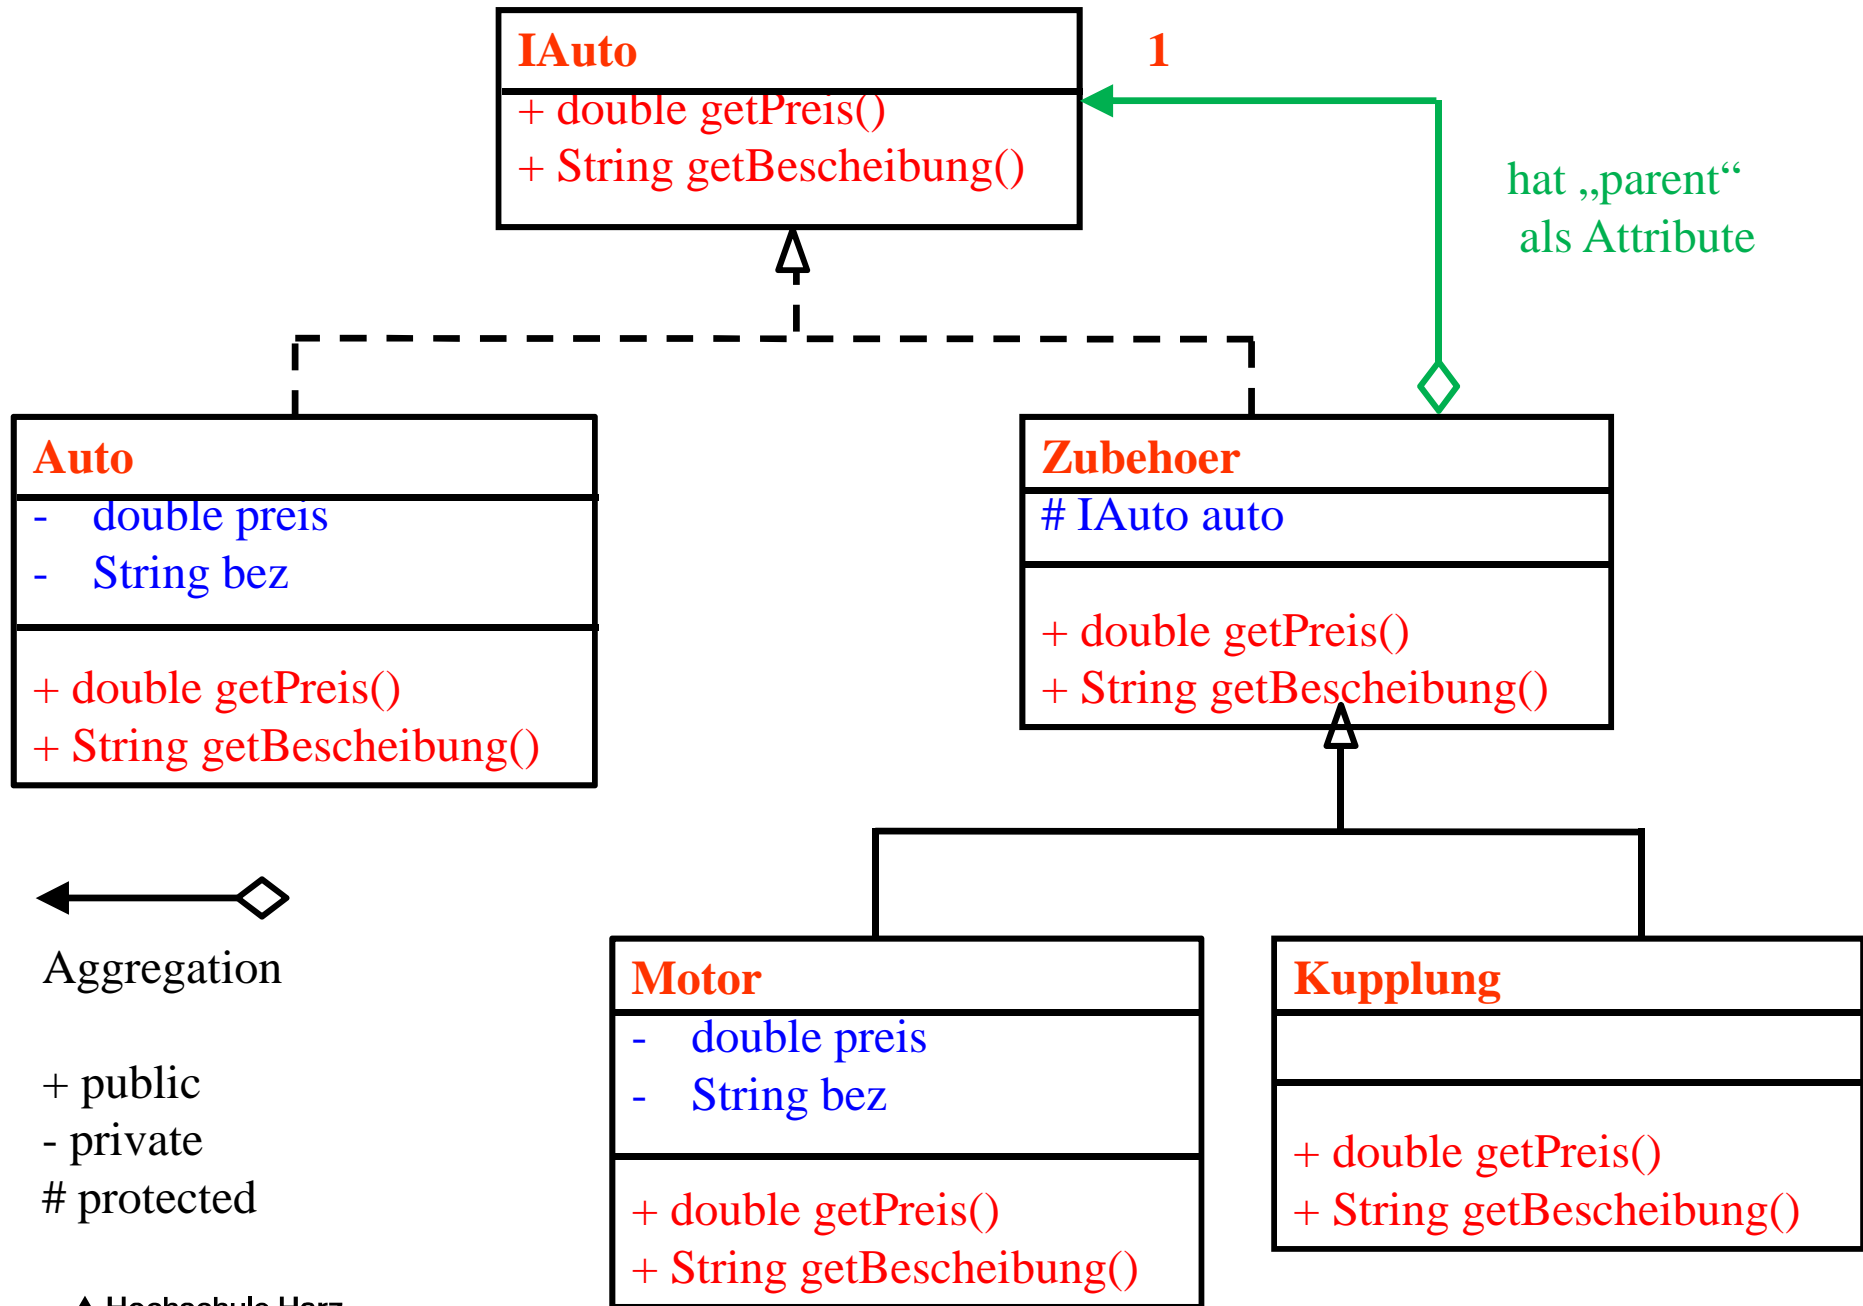 IAuto
1
+ double getPreis()
+ String getBescheibung()
hat „parent“
als Attribute
Auto
- double preis
- String bez
+ double getPreis()
+ String getBescheibung()
Zubehoer
# IAuto auto
+ double getPreis()
+ String getBescheibung()
Aggregation
+ public
- private
# protected
Motor
- double preis
- String bez
+ double getPreis()
+ String getBescheibung()
Kupplung
+ double getPreis()
+ String getBescheibung()
Hochschule Harz